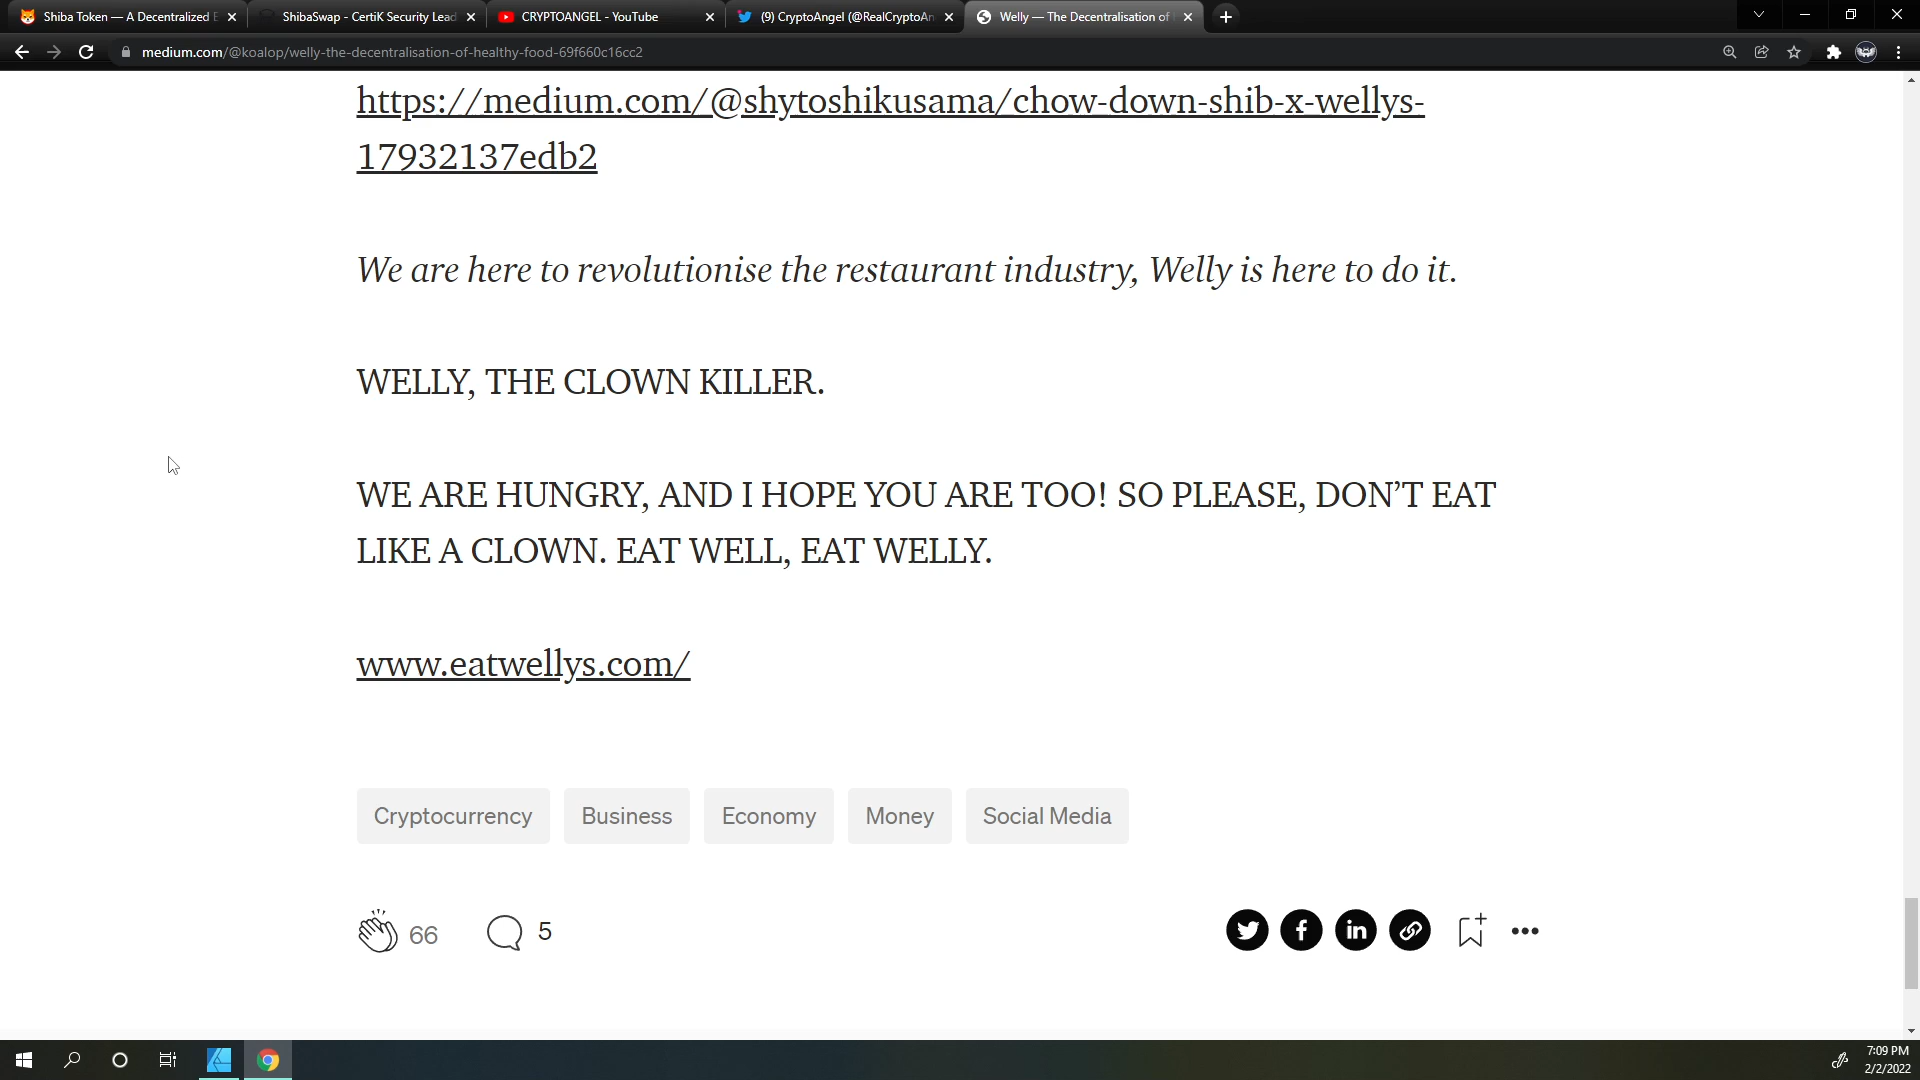 Shiba Token — A Decentralized E
ShibaSwap - CertiK Security Lead
CRYPTOANGEL - YouTube
(9) CryptoAngel (@RealCryptoAn
Welly — The Decentralisation of
medium.com/@koalop/welly-the-decentralisation-of-healthy-food-69f660c16cc2
https://medium.com/@shytoshikusama/chow-down-shib-x-wellys-
17932137edb2
We are here to revolutionise the restaurant industry, Welly is here to do it.
WELLY, THE CLOWN KILLER.
WE ARE HUNGRY, AND I HOPE YOU ARE TOO! SO PLEASE, DON’T EAT
LIKE A CLOWN. EAT WELL, EAT WELLY.
www.eatwellys.com/
Cryptocurrency Business Economy Money Social Media
66 5
7:09 PM
2/2/2022